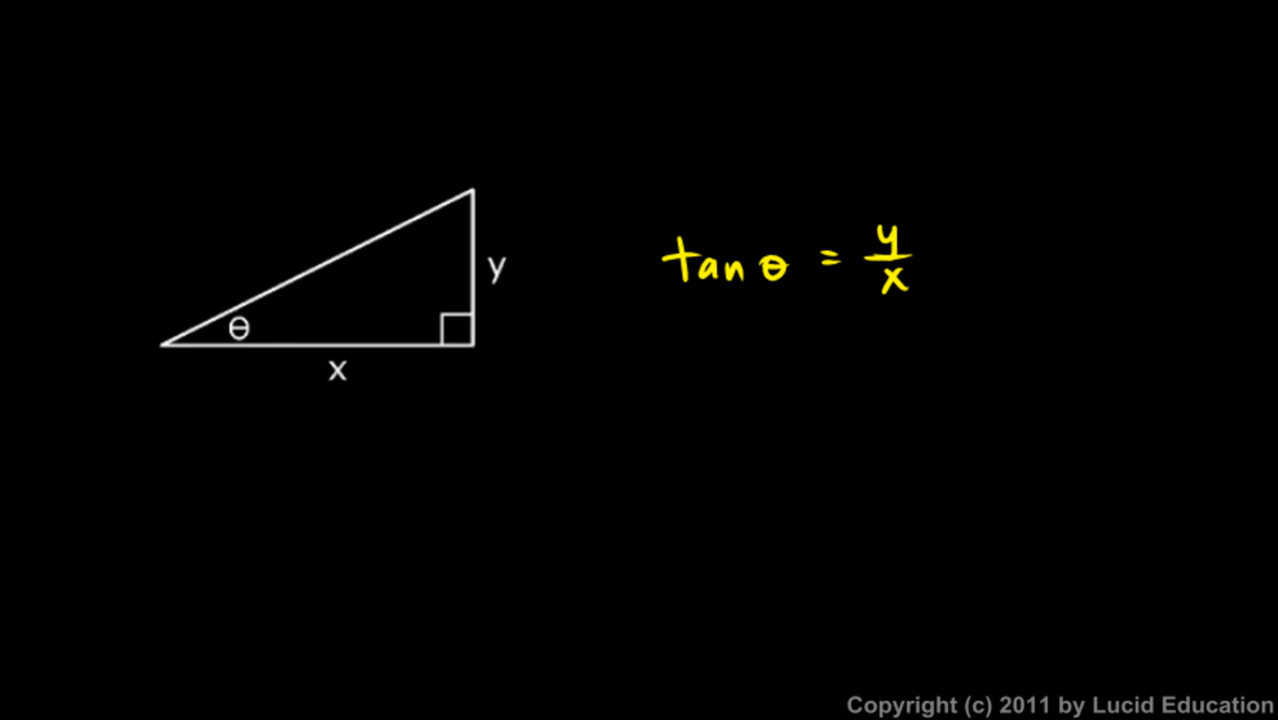 y
tan θ = y/x
θ
x
Copyright (c) 2011 by Lucid Education